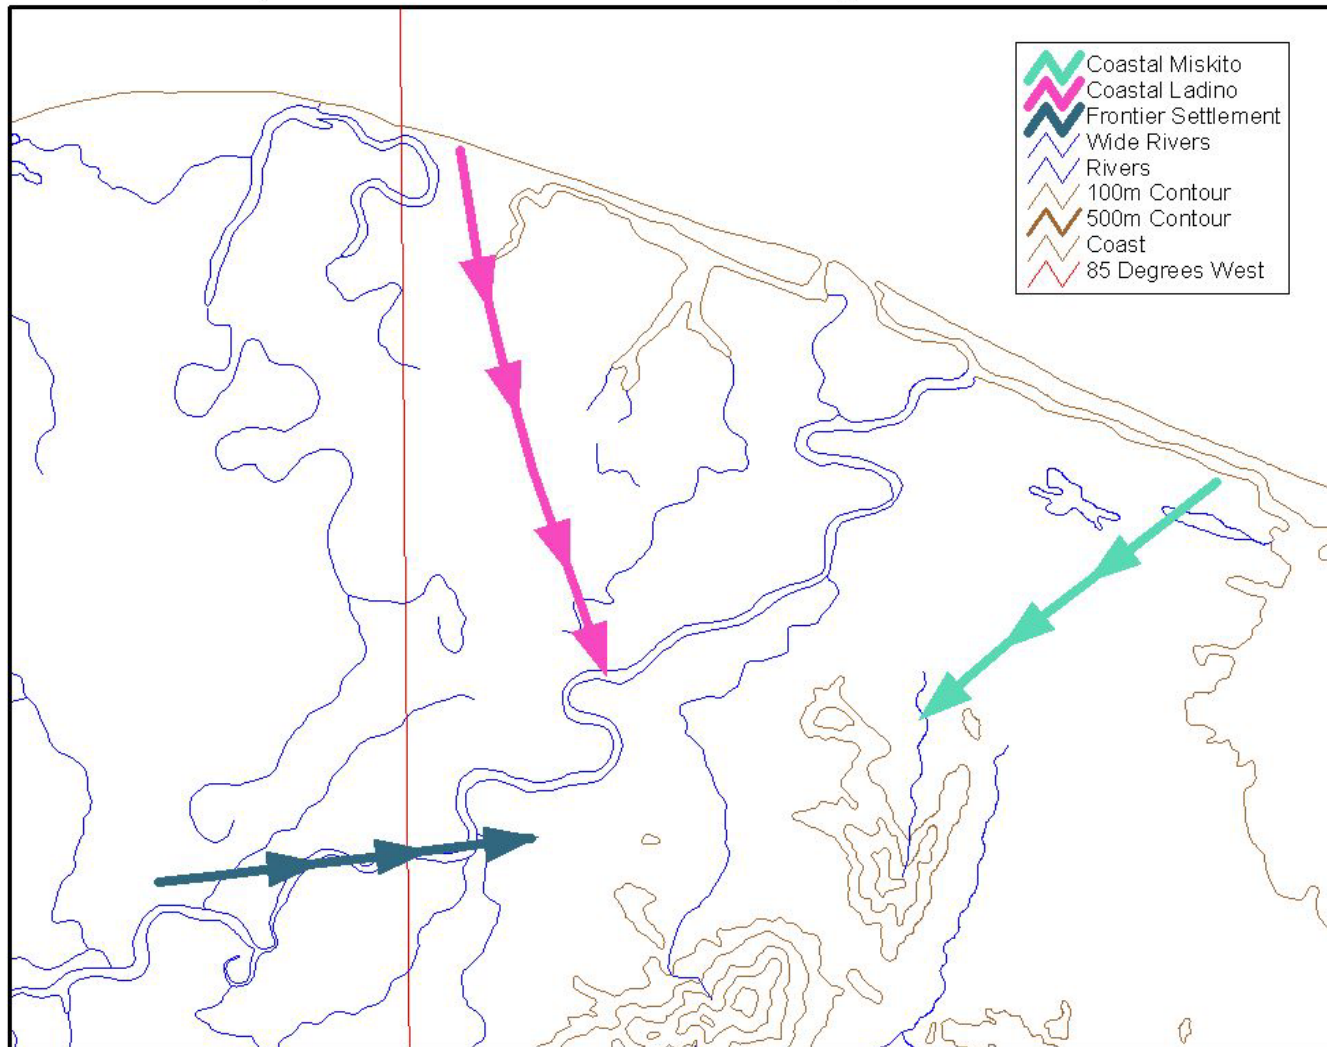 Coastal Miskito
Coastal Ladino
Frontier Settlement
Wide Rivers
Rivers
100m Contour
500m Contour
Coast
85 Degrees West